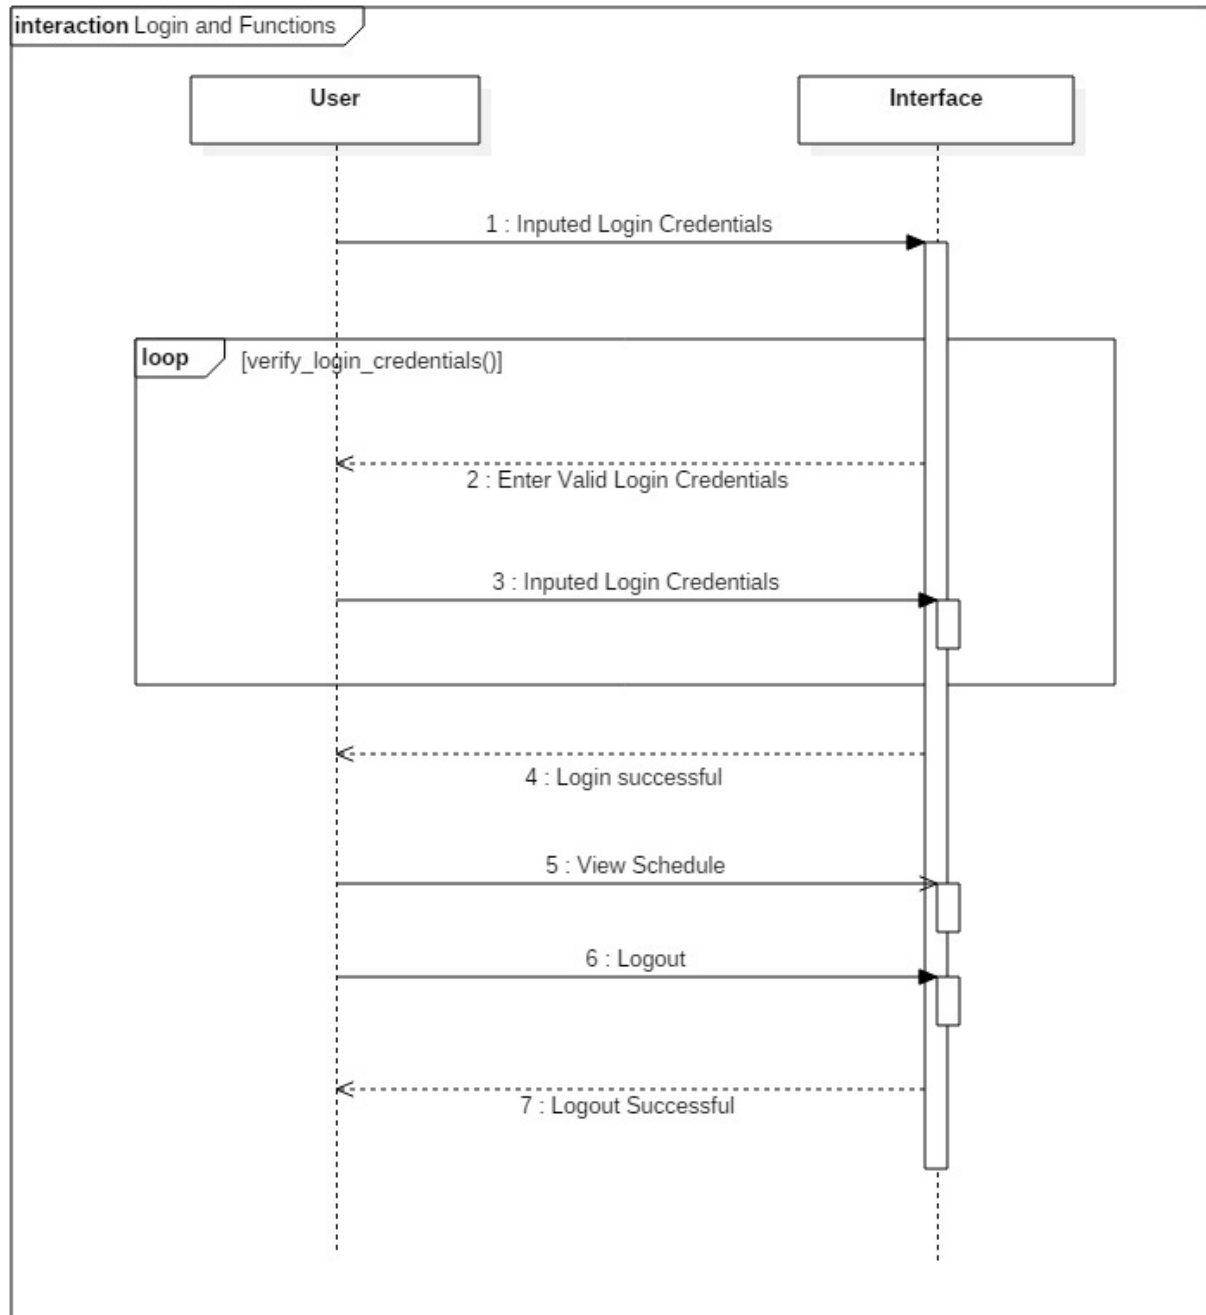 interaction Login and Functions
User
Interface
1 : Inputed Login Credentials
loop
[verify_login_credentials()]
2 : Enter Valid Login Credentials
3 : Inputed Login Credentials
4 : Login successful
5 : View Schedule
6 : Logout
7 : Logout Successful